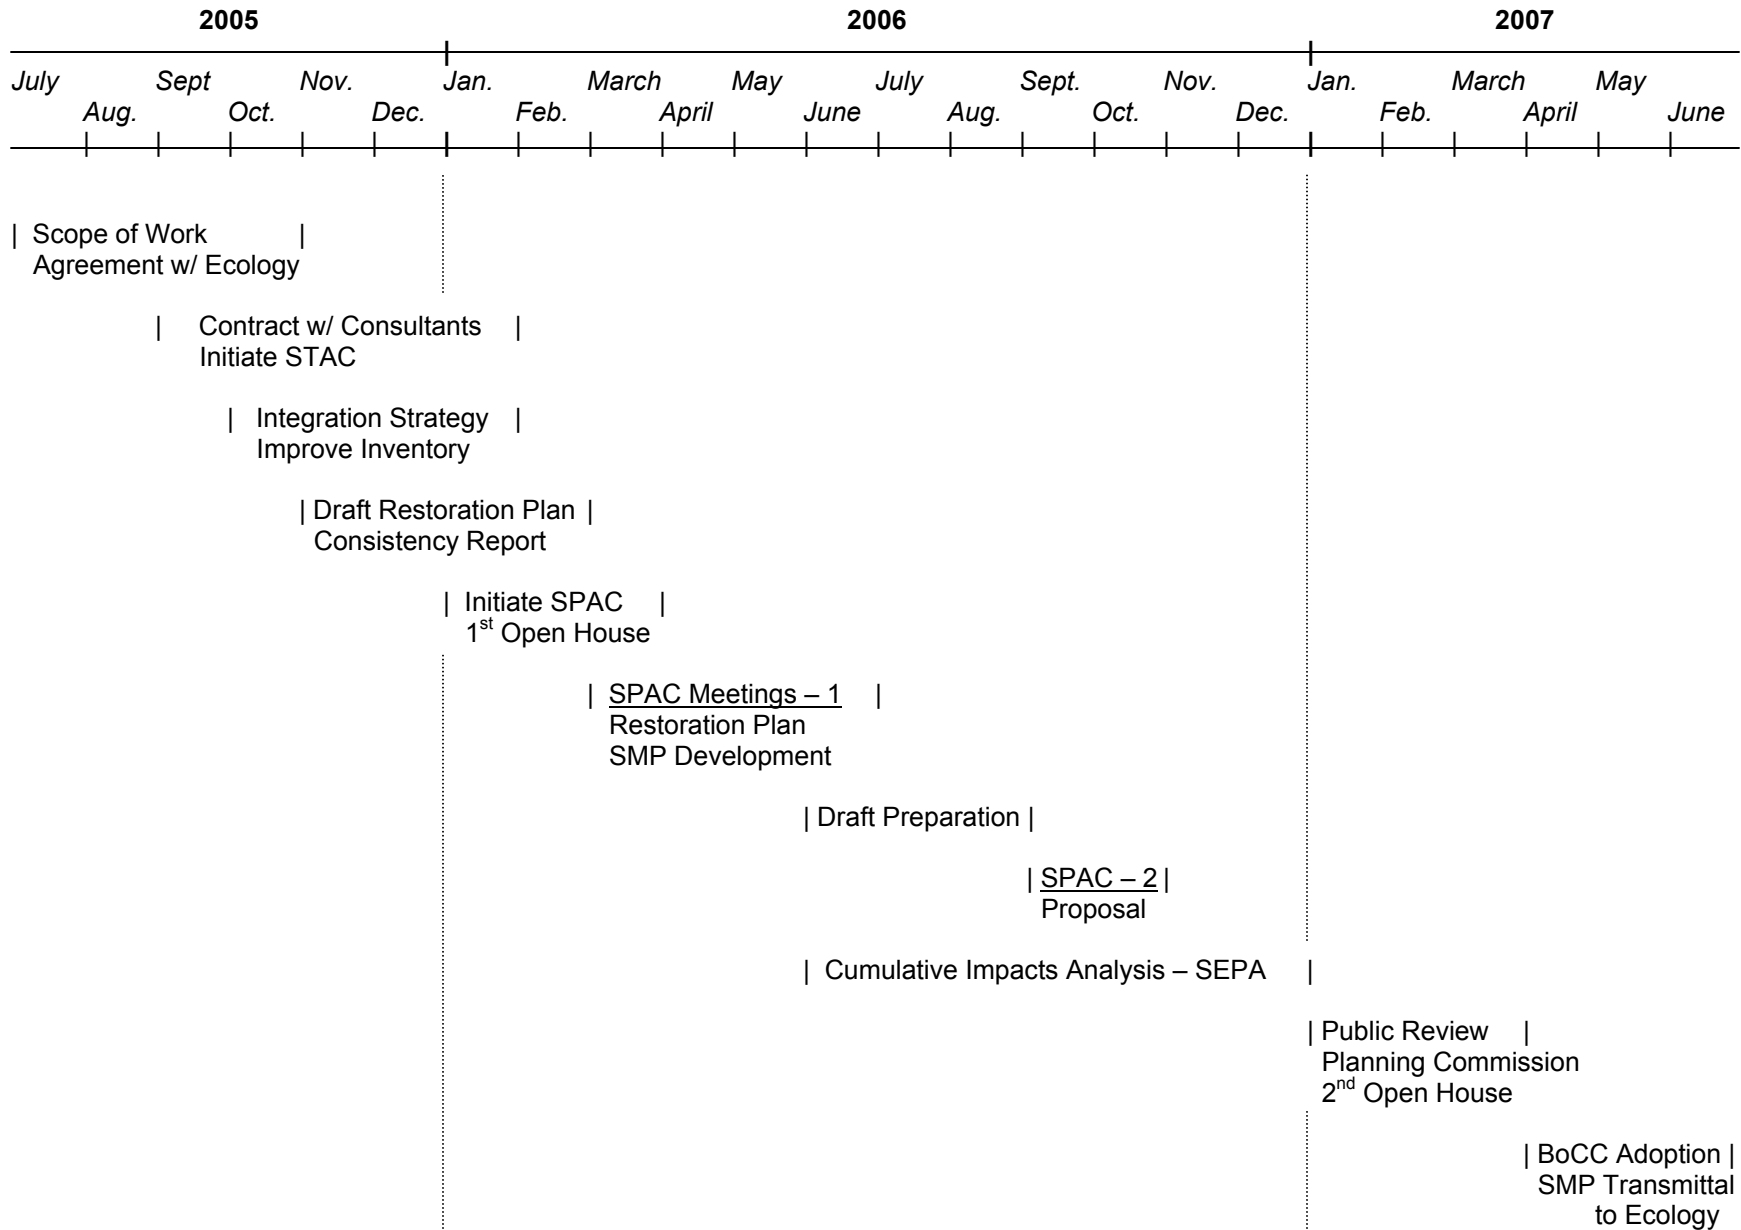 2005 2006 2007
July Sept Nov. Jan. March May July Sept. Nov. Jan. March May
Aug. Oct. Dec. Feb. April June Aug. Oct. Dec. Feb. April June
| Scope of Work |
Agreement w/ Ecology
| Contract w/ Consultants |
Initiate STAC
| Integration Strategy |
Improve Inventory
| Draft Restoration Plan |
Consistency Report
| Initiate SPAC |
1st Open House
| SPAC Meetings – 1 |
Restoration Plan
SMP Development
| Draft Preparation |
| SPAC – 2 |
Proposal
| Cumulative Impacts Analysis – SEPA |
| Public Review |
Planning Commission
2nd Open House
| BoCC Adoption |
SMP Transmittal
to Ecology